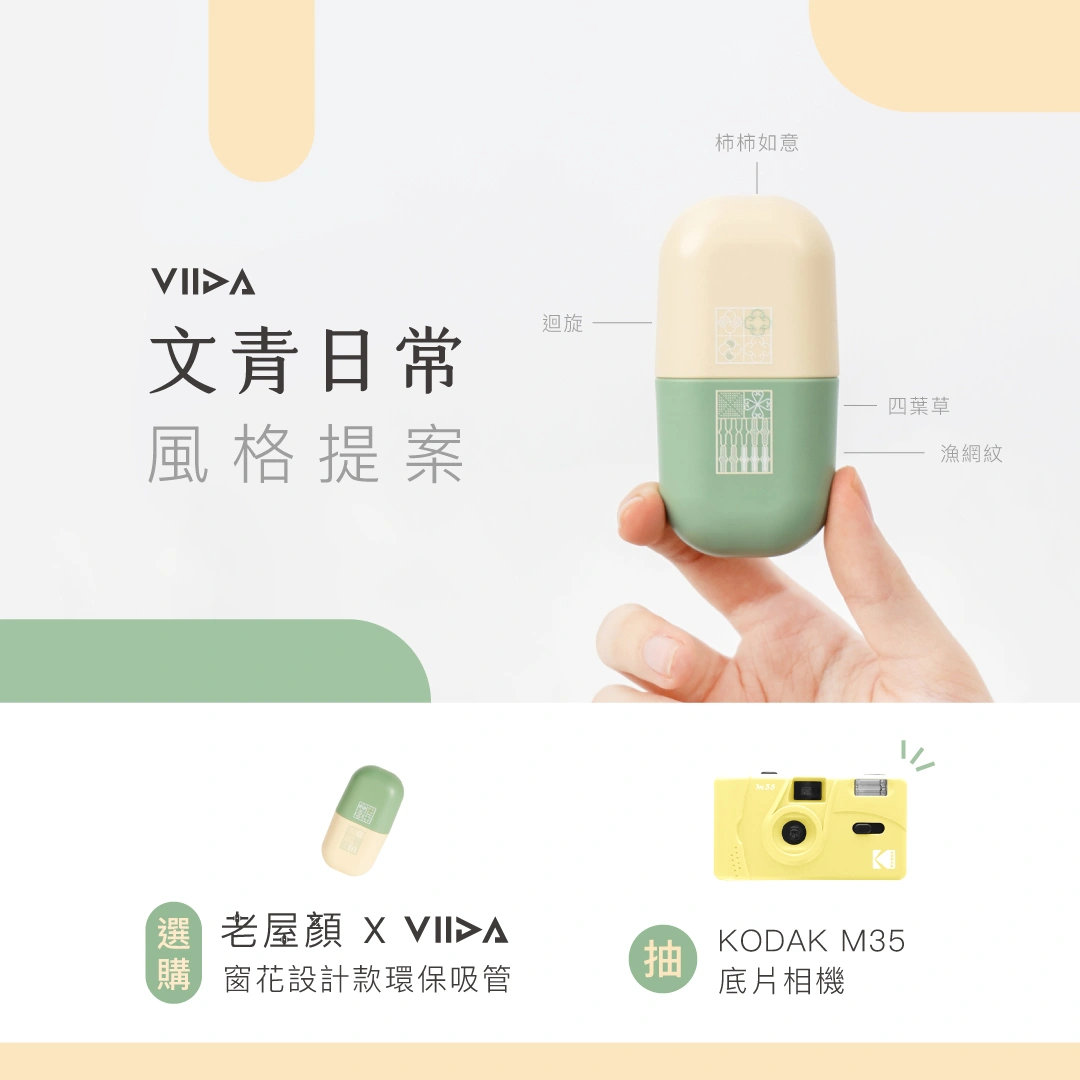 VIIDA
文青日常
風格提案
柿柿如意
迴旋
四葉草
漁網紋
選購
老屋顏 X VIIDA
窗花設計款環保吸管
M35
抽
KODAK M35
底片相機